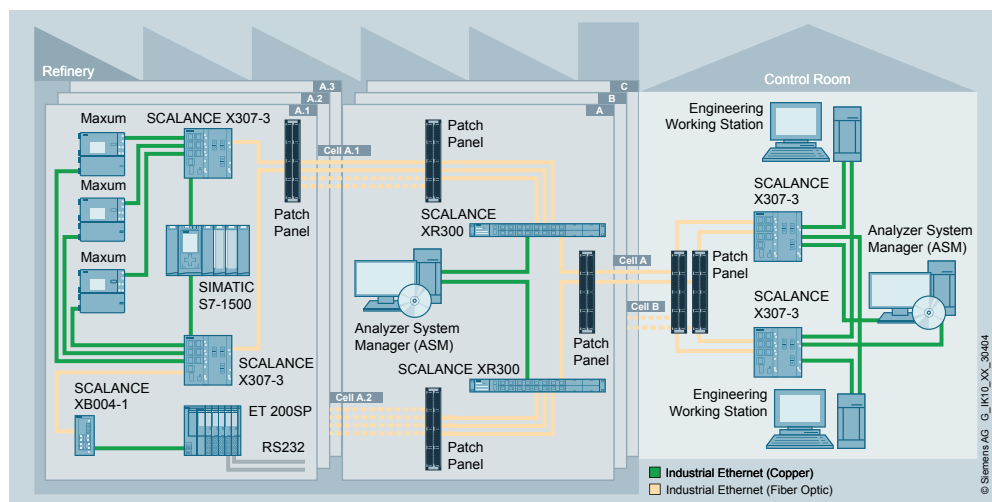 Refinery
A.3
A.2
A.1
Maxum
SCALANCE X307-3
Maxum
Maxum
SIMATIC
S7-1500
SCALANCE
X307-3
SCALANCE
XB004-1
ET 200SP
RS232
Patch
Panel
Cell A.1
C
B
A
Patch
Panel
SCALANCE
XR300
Cell A
Analyzer System
Manager (ASM)
Patch
Panel
Cell B
SCALANCE XR300
Cell A.2
Patch
Panel
Control Room
Engineering
Working Station
SCALANCE
X307-3
Patch
Panel
Analyzer System
Manager (ASM)
SCALANCE
X307-3
Engineering
Working Station
Industrial Ethernet (Copper)
Industrial Ethernet (Fiber Optic)
© Siemens AG G_IK10_XX_30404